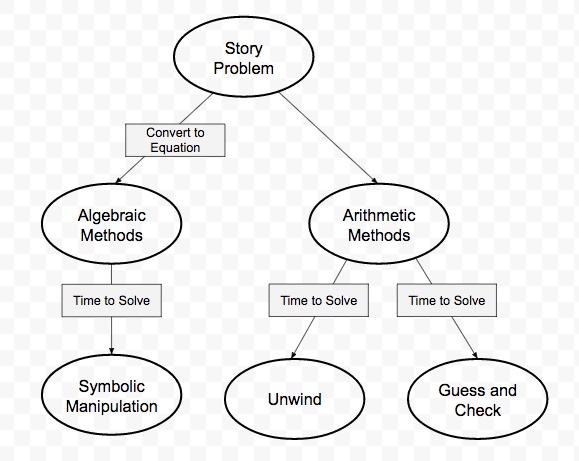 Story
Problem
Convert to
Equation
Algebraic
Methods
Arithmetic
Methods
Time to Solve
Time to Solve
Time to Solve
Symbolic
Manipulation
Unwind
Guess and
Check